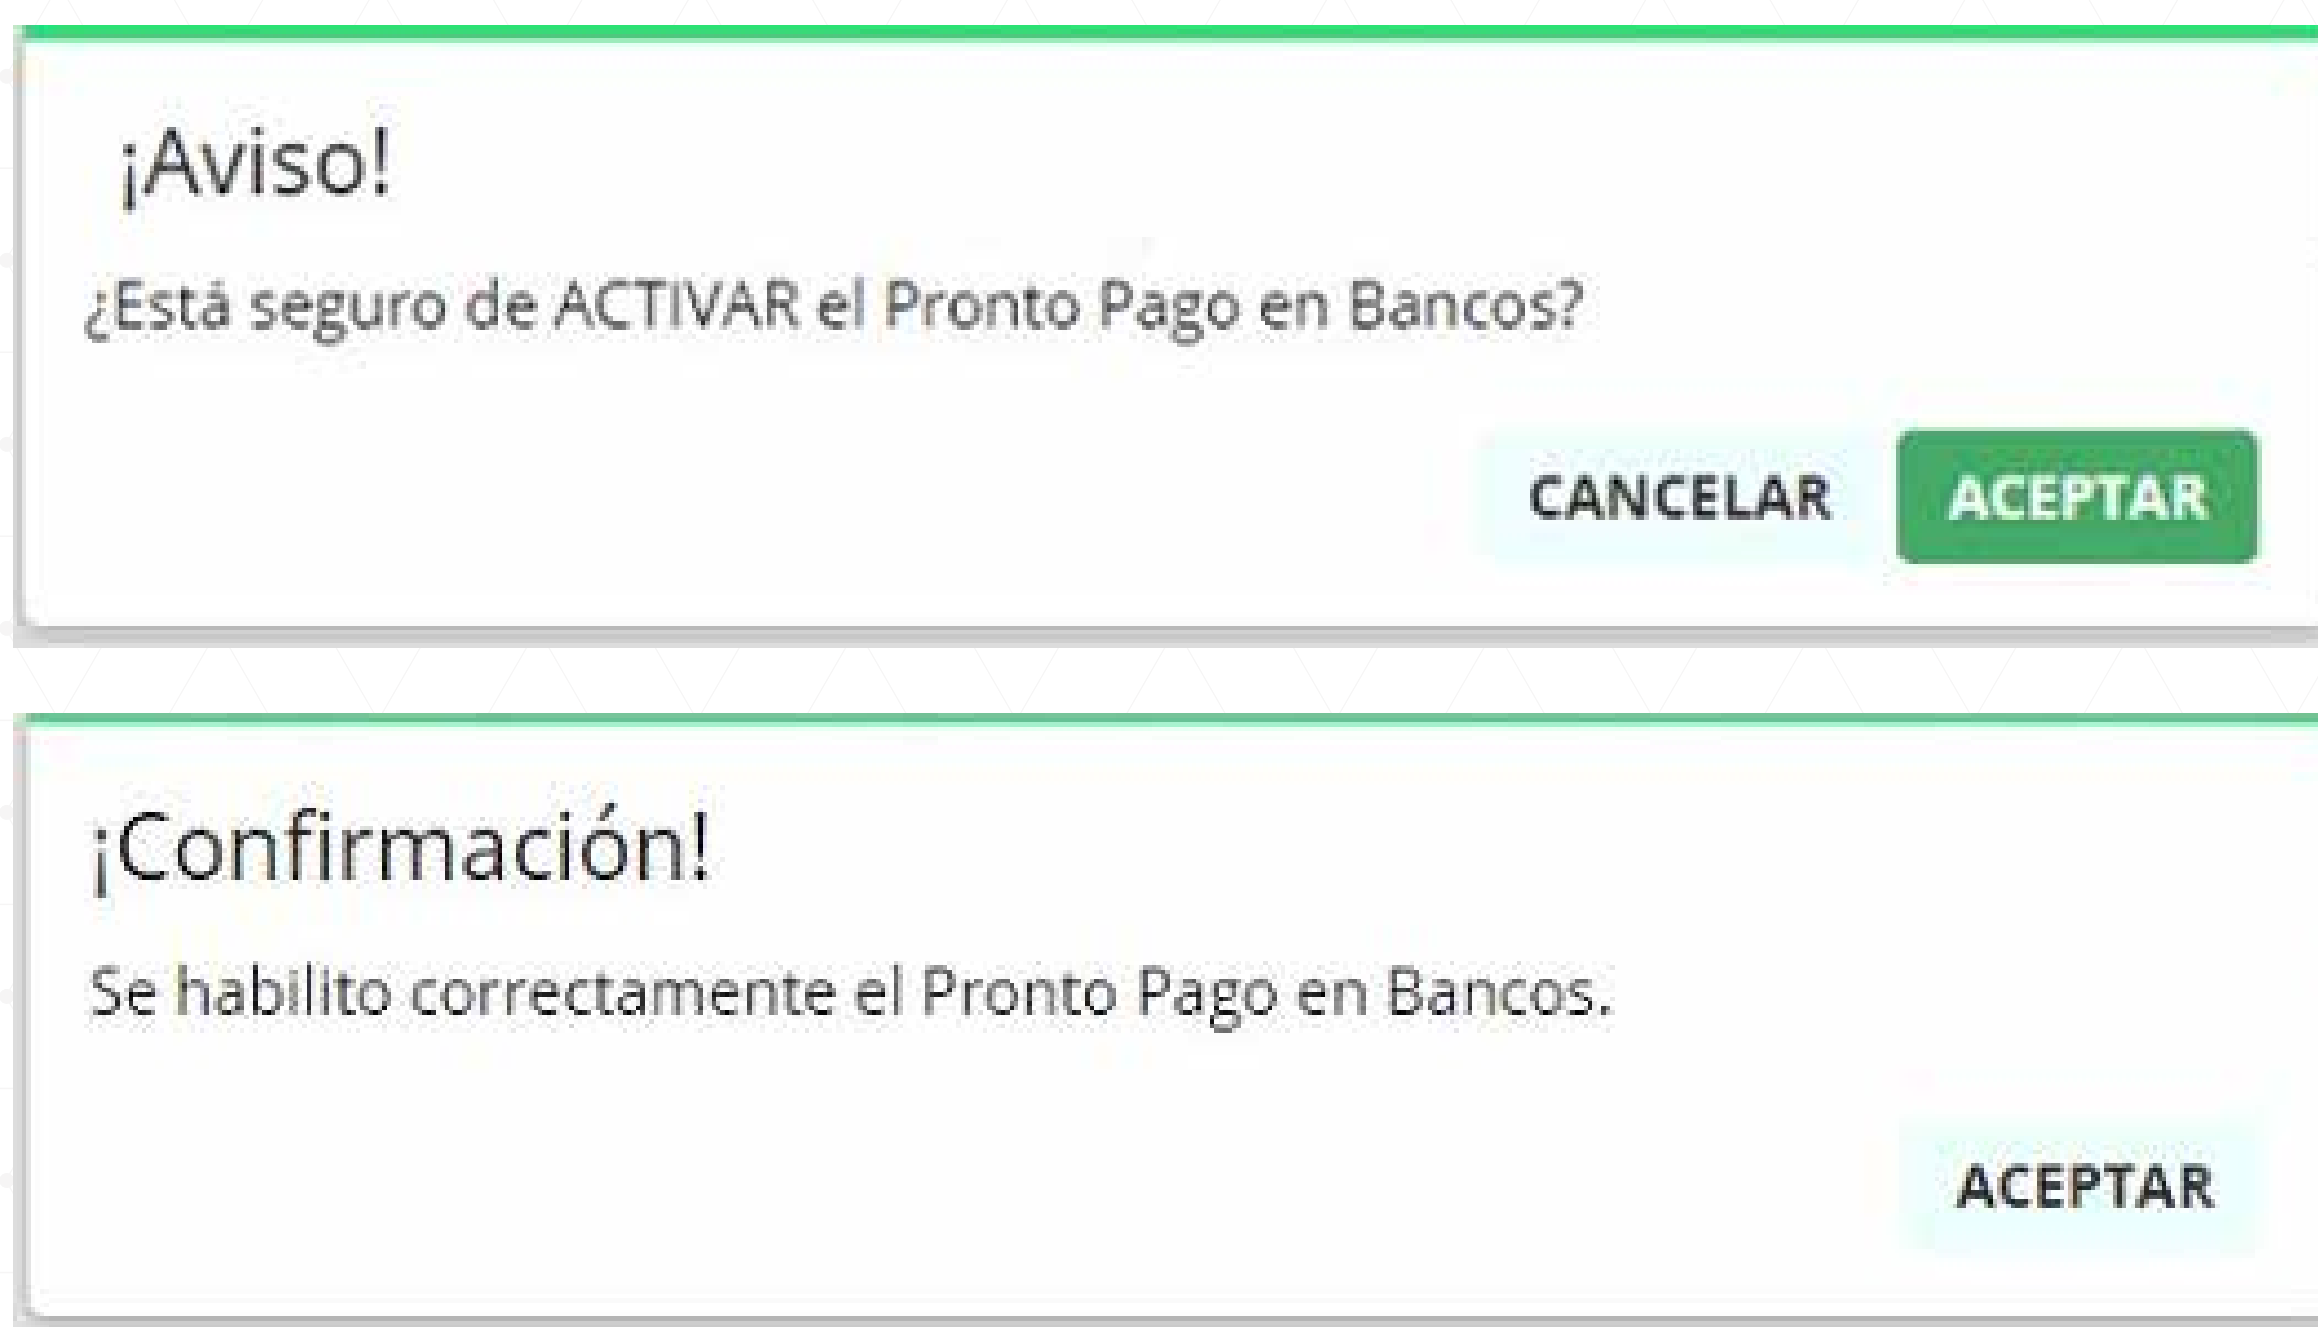 ¡Aviso!
¿Está seguro de ACTIVAR el Pronto Pago en Bancos?
CANCELAR ACEPTAR
¡Confirmación!
Se habilito correctamente el Pronto Pago en Bancos.
ACEPTAR